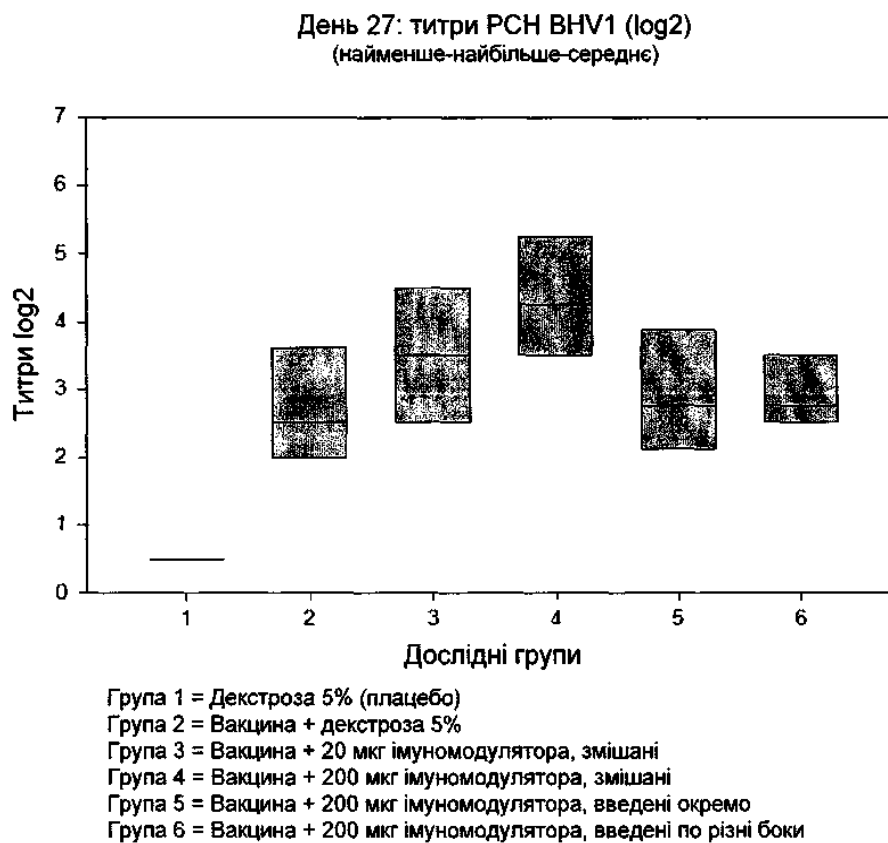 День 27: титри РСН BHV1 (log2)
(найменше-найбільше-середнє)
7
6
5
4
3
2
1
0
Титри log2
1 2 3 4 5 6
Дослідні групи
Група 1 = Декстроза 5% (плацебо)
Група 2 = Вакцина + декстроза 5%
Група 3 = Вакцина + 20 мкг імуномодулятора, змішані
Група 4 = Вакцина + 200 мкг імуномодулятора, змішані
Група 5 = Вакцина + 200 мкг імуномодулятора, введені окремо
Група 6 = Вакцина + 200 мкг імуномодулятора, введені по різні боки